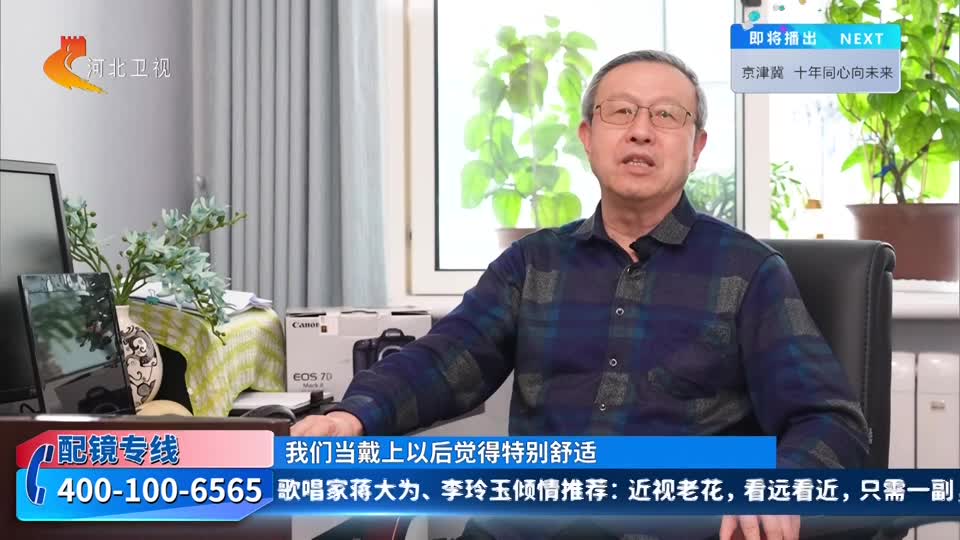 河北卫视
即将播出 NEXT
京津冀 十年同心向未来
Canon
EOS 7D
Mark II
配镜专线
400-100-6565
我们当戴上以后觉得特别舒适
歌唱家蒋大为、李玲玉倾情推荐：近视老花，看远看近，只需一副